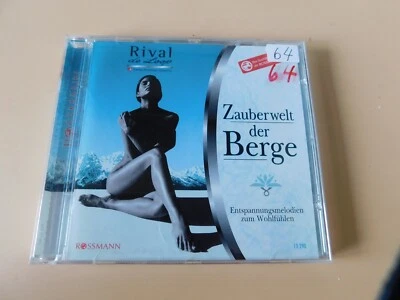 Rival
de Loop
64
64
Zauberwelt
der
Berge
Entspannungsmelodien
zum Wohlfühlen
ROSSMANN